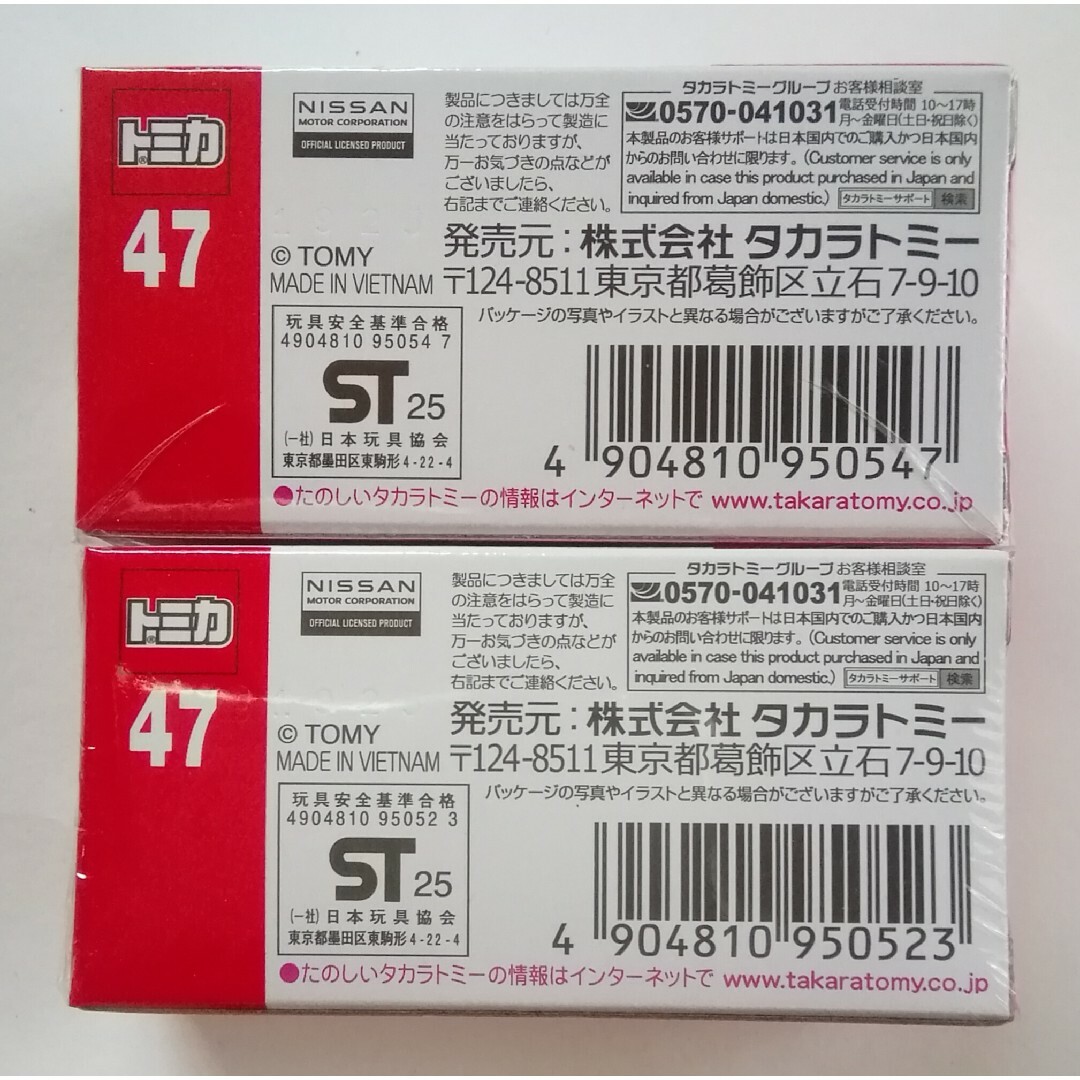 トミカ
47
NISSAN
MOTOR CORPORATION
OFFICIAL LICENSED PRODUCT
製品につきましては万全
の注意をはらって製造に
当たっておりますが、
万一お気づきの点などが
ございましたら、
右記までご連絡ください。
タカラトミーグループ お客様相談室
0570-041031 電話受付時間 10〜17時
月〜金曜日(土日・祝日除く)
本製品のお客様サポートは日本国内でのご購入かつ日本国内
からのお問い合わせに限ります。(Customer service is only
available in case this product purchased in Japan and
inquired from Japan domestic.) タカラトミーサポート 検索
© TOMY
MADE IN VIETNAM
発売元:株式会社 タカラトミー
〒124-8511 東京都葛飾区立石7-9-10
パッケージの写真やイラストと異なる場合がございますがご了承ください。
玩具安全基準合格
4904810 95054 7
ST 25
(一社)日本玩具協会
東京都墨田区東駒形4-22-4
4 904810 950547
●たのしいタカラトミーの情報はインターネットで www.takaratomy.co.jp
トミカ
47
NISSAN
MOTOR CORPORATION
OFFICIAL LICENSED PRODUCT
製品につきましては万全
の注意をはらって製造に
当たっておりますが、
万一お気づきの点などが
ございましたら、
右記までご連絡ください。
タカラトミーグループ お客様相談室
0570-041031 電話受付時間 10〜17時
月〜金曜日(土日・祝日除く)
本製品のお客様サポートは日本国内でのご購入かつ日本国内
からのお問い合わせに限ります。(Customer service is only
available in case this product purchased in Japan and
inquired from Japan domestic.) タカラトミーサポート 検索
© TOMY
MADE IN VIETNAM
発売元:株式会社 タカラトミー
〒124-8511 東京都葛飾区立石7-9-10
パッケージの写真やイラストと異なる場合がございますがご了承ください。
玩具安全基準合格
4904810 95052 3
ST 25
(一社)日本玩具協会
東京都墨田区東駒形4-22-4
4 904810 950523
●たのしいタカラトミーの情報はインターネットで www.takaratomy.co.jp